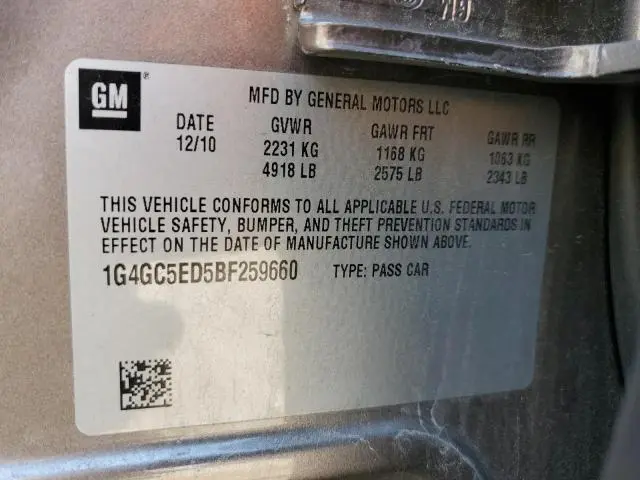 GM ®
MFD BY GENERAL MOTORS LLC
DATE GVWR GAWR FRT GAWR RR
12/10 2231 KG 1168 KG 1063 KG
4918 LB 2575 LB 2343 LB
THIS VEHICLE CONFORMS TO ALL APPLICABLE U.S. FEDERAL MOTOR
VEHICLE SAFETY, BUMPER, AND THEFT PREVENTION STANDARDS IN
EFFECT ON THE DATE OF MANUFACTURE SHOWN ABOVE.
1G4GC5ED5BF259660 TYPE: PASS CAR